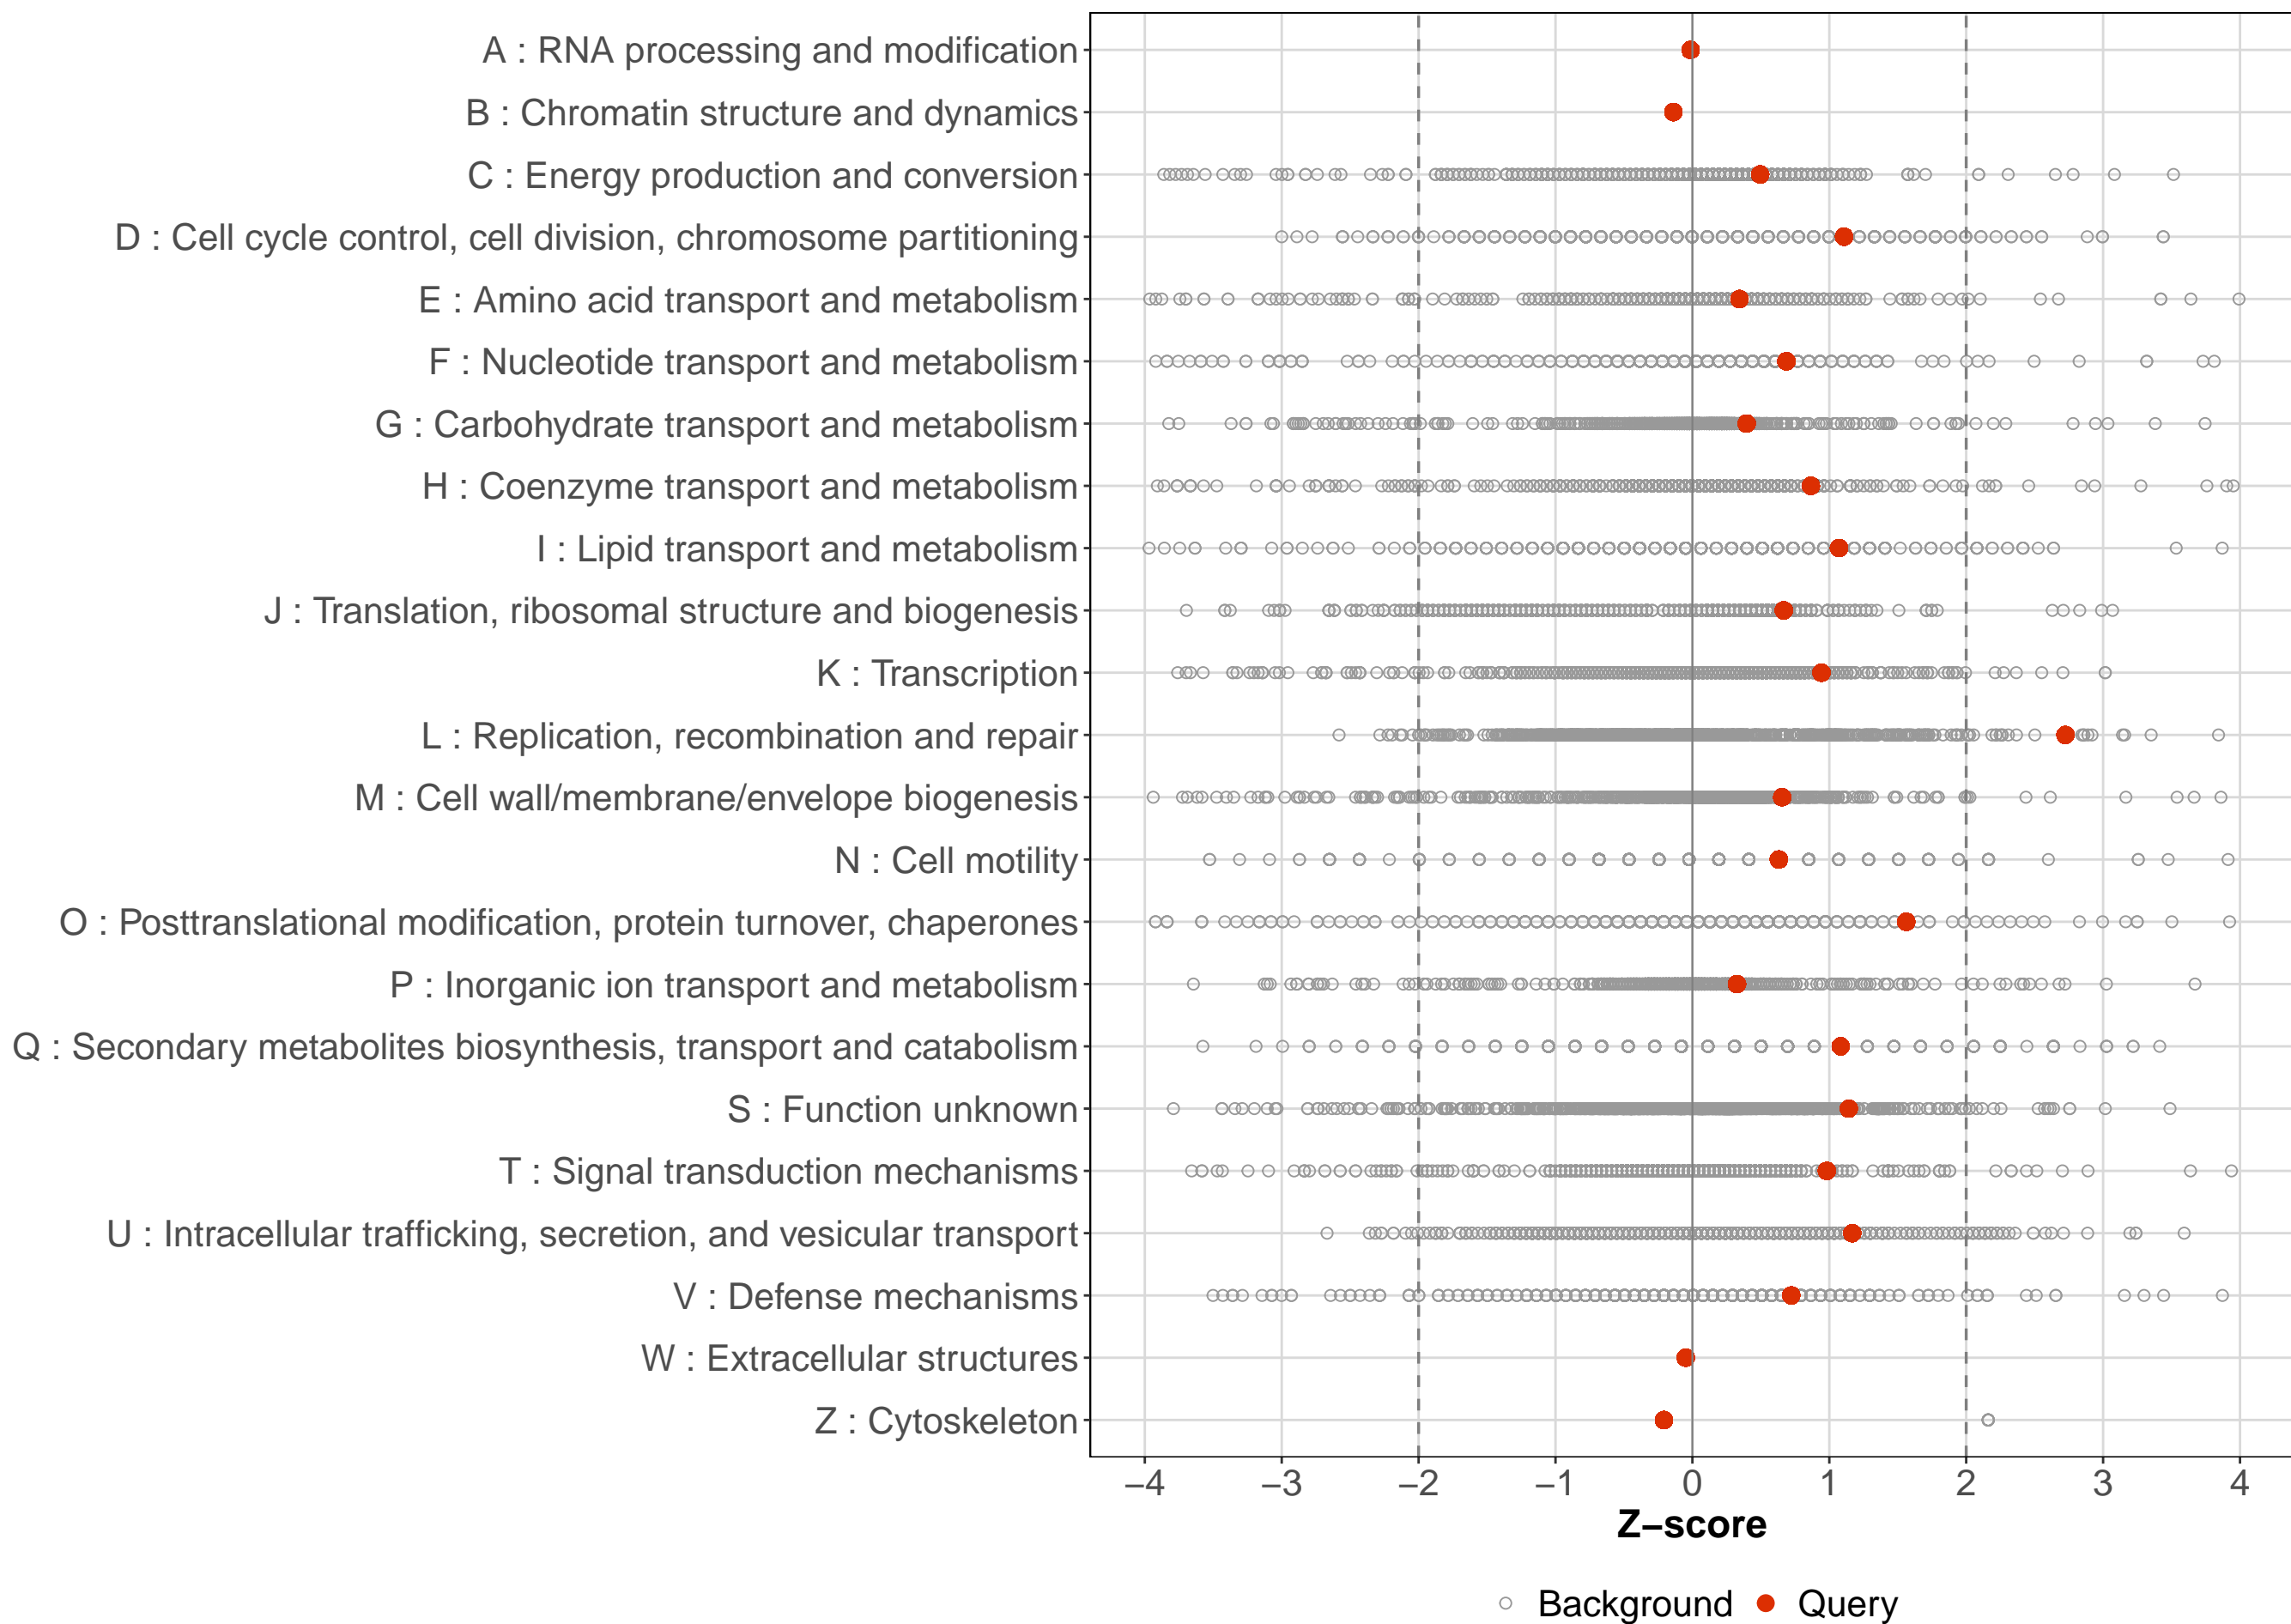 A : RNA processing and modification
B : Chromatin structure and dynamics
C : Energy production and conversion
D : Cell cycle control, cell division, chromosome partitioning
E : Amino acid transport and metabolism
F : Nucleotide transport and metabolism
G : Carbohydrate transport and metabolism
H : Coenzyme transport and metabolism
I : Lipid transport and metabolism
J : Translation, ribosomal structure and biogenesis
K : Transcription
L : Replication, recombination and repair
M : Cell wall/membrane/envelope biogenesis
N : Cell motility
O : Posttranslational modification, protein turnover, chaperones
P : Inorganic ion transport and metabolism
Q : Secondary metabolites biosynthesis, transport and catabolism
S : Function unknown
T : Signal transduction mechanisms
U : Intracellular trafficking, secretion, and vesicular transport
V : Defense mechanisms
W : Extracellular structures
Z : Cytoskeleton
−4 −3 −2 −1 0 1 2 3 4
Z−score
Background Query